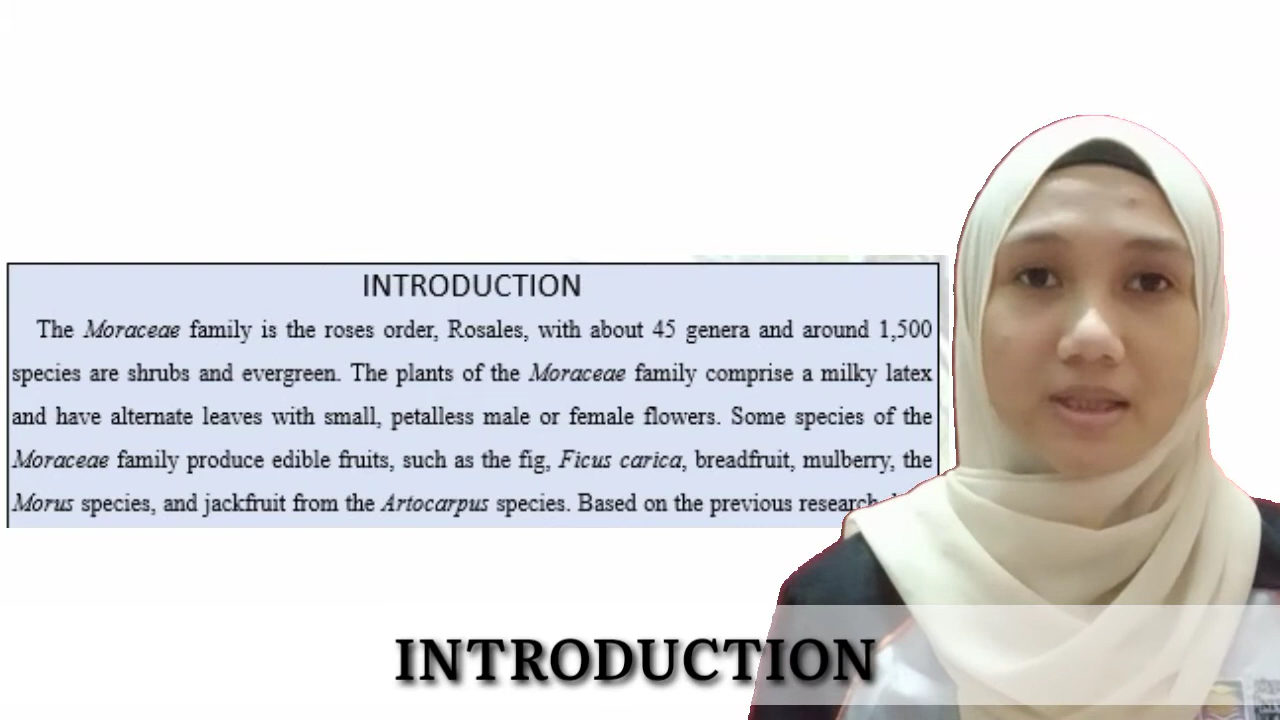 INTRODUCTION
The Moraceae family is the roses order, Rosales, with about 45 genera and around 1,500
species are shrubs and evergreen. The plants of the Moraceae family comprise a milky latex
and have alternate leaves with small, petalless male or female flowers. Some species of the
Moraceae family produce edible fruits, such as the fig, Ficus carica, breadfruit, mulberry, the
Morus species, and jackfruit from the Artocarpus species. Based on the previous research
INTRODUCTION